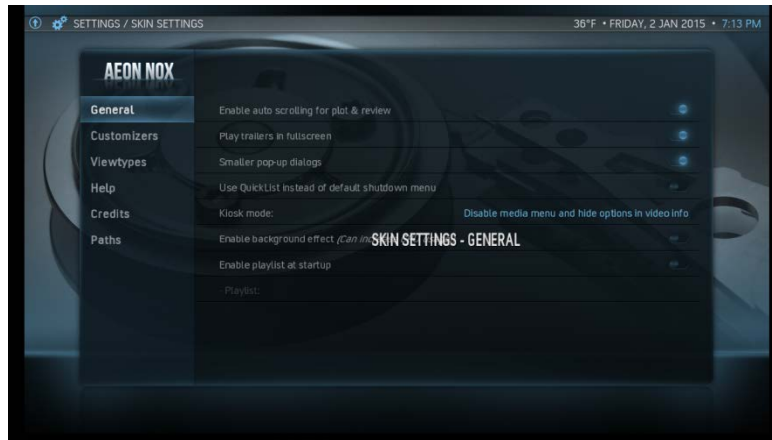 SETTINGS / SKIN SETTINGS
36°F • FRIDAY, 2 JAN 2015 • 7:13 PM
AEON NOX
General
Enable auto scrolling for plot & review
Customizers
Play trailers in fullscreen
Viewtypes
Smaller pop-up dialogs
Help
Use QuickList instead of default shutdown menu
Credits
Kiosk mode: Disable media menu and hide options in video info
Paths
Enable background effect (Can
SKIN SETTINGS - GENERAL
Enable playlist at startup
Playlist: